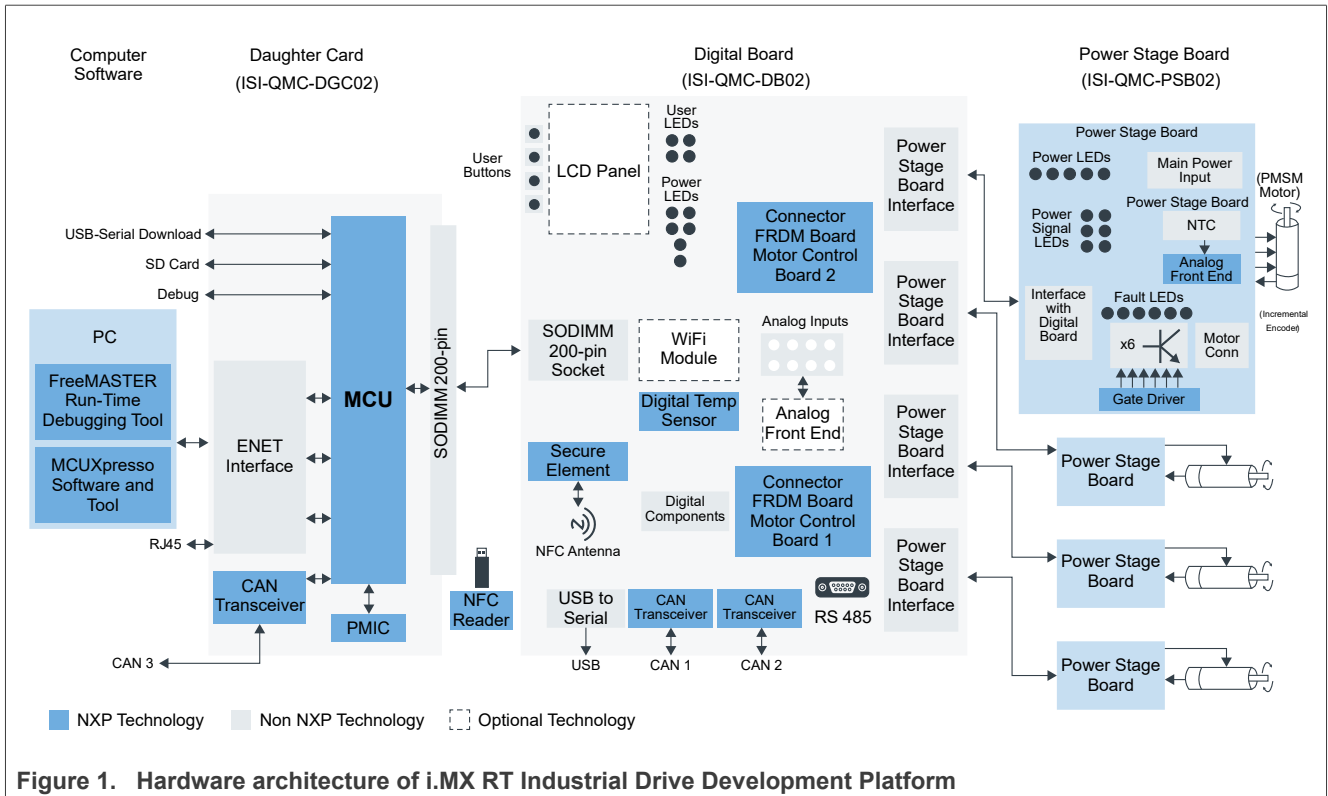 Computer
Software
Daughter Card
(ISI-QMC-DGC02)
Digital Board
(ISI-QMC-DB02)
Power Stage Board
(ISI-QMC-PSB02)
USB-Serial Download
SD Card
Debug
PC
FreeMASTER
Run-Time
Debugging Tool
MCUXpresso
Software and
Tool
RJ45
CAN 3
ENET
Interface
MCU
CAN
Transceiver
PMIC
SODIMM 200-pin
NFC
Reader
User
Buttons
LCD Panel
User
LEDs
Power
LEDs
Connector
FRDM Board
Motor Control
Board 2
SODIMM
200-pin
Socket
WiFi
Module
Digital Temp
Sensor
Analog Inputs
Analog
Front End
Secure
Element
NFC Antenna
Digital
Components
Connector
FRDM Board
Motor Control
Board 1
USB to
Serial
USB
CAN
Transceiver
CAN 1
CAN
Transceiver
CAN 2
RS 485
Power
Stage
Board
Interface
Power
Stage
Board
Interface
Power
Stage
Board
Interface
Power
Stage
Board
Interface
Power Stage Board
Power LEDs
Main Power
Input
Power Stage Board
Power
Signal
LEDs
NTC
Analog
Front End
Interface
with
Digital
Board
Fault LEDs
x6
Motor
Conn
Gate Driver
(PMSM
Motor)
(Incremental
Encoder)
Power Stage
Board
Power Stage
Board
Power Stage
Board
NXP Technology
Non NXP Technology
Optional Technology
Figure 1. Hardware architecture of i.MX RT Industrial Drive Development Platform